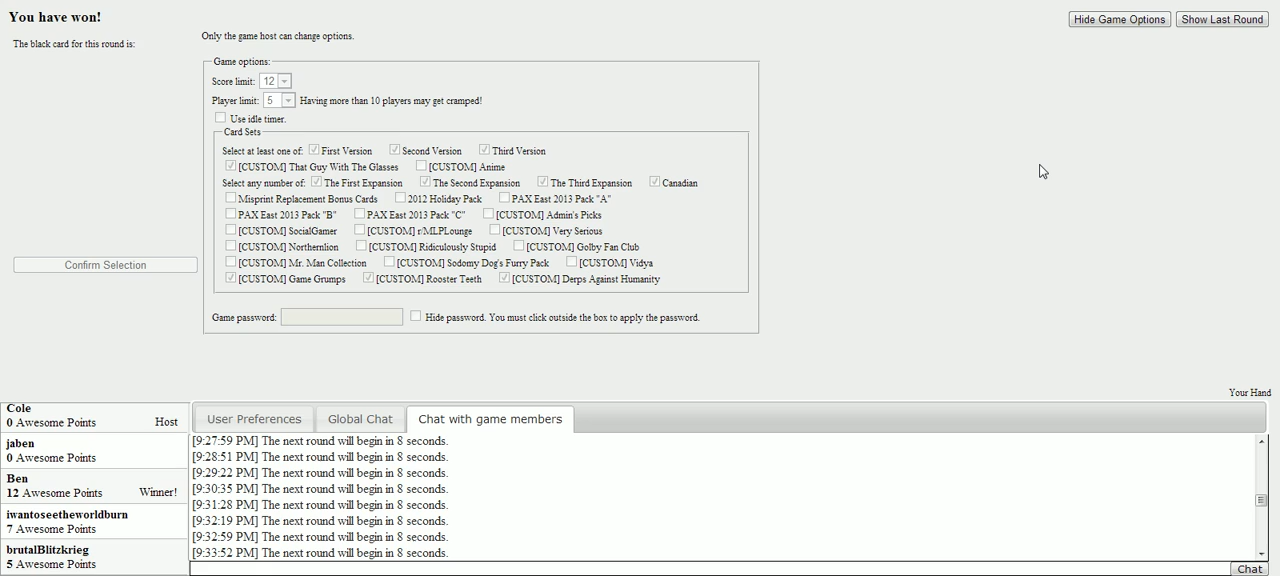 You have won!
Hide Game Options
Show Last Round
The black card for this round is:
Only the game host can change options.
Game options:
Score limit: 12
Player limit: 5 Having more than 10 players may get cramped!
Use idle timer.
Card Sets
Select at least one of: First Version Second Version Third Version
[CUSTOM] That Guy With The Glasses [CUSTOM] Anime
Select any number of: The First Expansion The Second Expansion The Third Expansion Canadian
Misprint Replacement Bonus Cards 2012 Holiday Pack PAX East 2013 Pack "A"
PAX East 2013 Pack "B" PAX East 2013 Pack "C" [CUSTOM] Admin's Picks
[CUSTOM] SocialGamer [CUSTOM] r/MLPLounge [CUSTOM] Very Serious
[CUSTOM] Northernlion [CUSTOM] Ridiculously Stupid [CUSTOM] Golby Fan Club
[CUSTOM] Mr. Man Collection [CUSTOM] Sodomy Dog's Furry Pack [CUSTOM] Vidya
[CUSTOM] Game Grumps [CUSTOM] Rooster Teeth [CUSTOM] Derps Against Humanity
Confirm Selection
Game password: Hide password. You must click outside the box to apply the password.
Your Hand
Cole
0 Awesome Points Host
jaben
0 Awesome Points
Ben
12 Awesome Points Winner!
iwantoseetheworldburn
7 Awesome Points
brutalBlitzkrieg
5 Awesome Points
User Preferences
Global Chat
Chat with game members
[9:27:59 PM] The next round will begin in 8 seconds.
[9:28:51 PM] The next round will begin in 8 seconds.
[9:29:22 PM] The next round will begin in 8 seconds.
[9:30:35 PM] The next round will begin in 8 seconds.
[9:31:28 PM] The next round will begin in 8 seconds.
[9:32:19 PM] The next round will begin in 8 seconds.
[9:32:59 PM] The next round will begin in 8 seconds.
[9:33:52 PM] The next round will begin in 8 seconds.
Chat